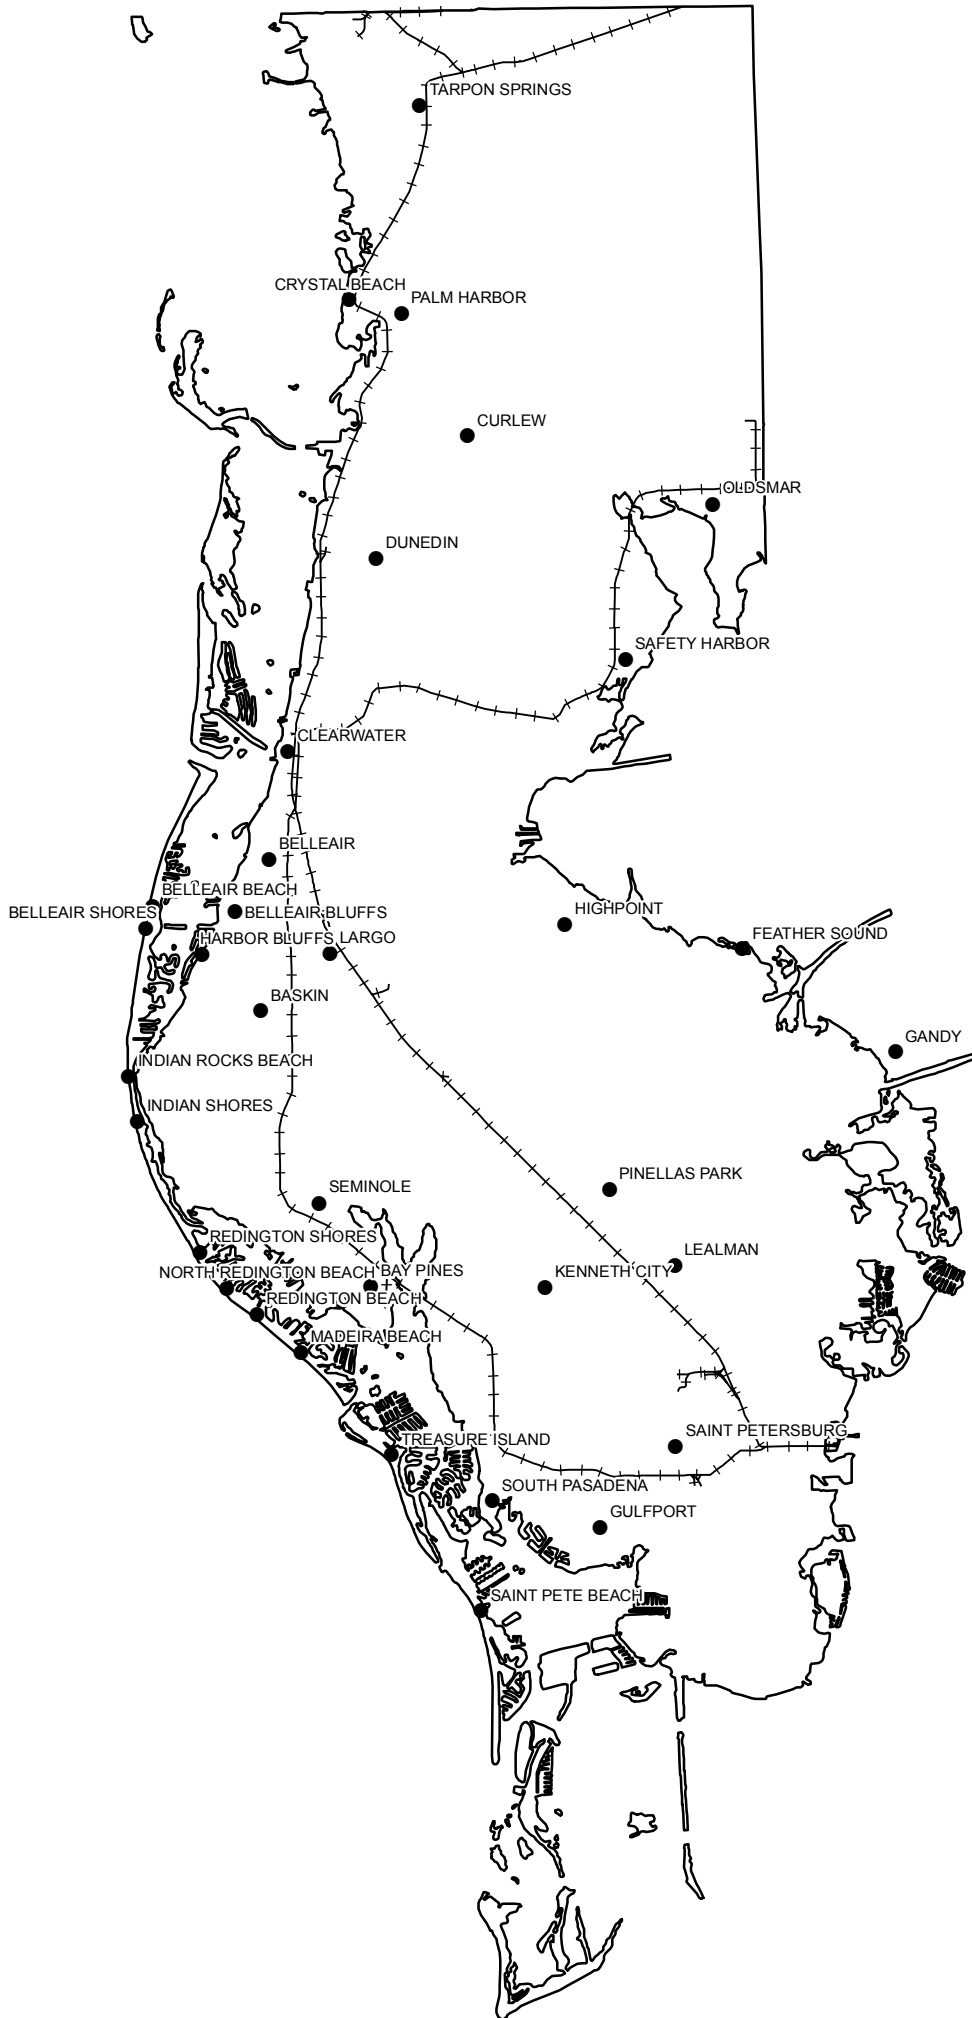 TARPON SPRINGS
CRYSTAL BEACH
PALM HARBOR
CURLEW
OLDSMAR
DUNEDIN
SAFETY HARBOR
CLEARWATER
BELLEAIR
BELLEAIR BEACH
BELLEAIR SHORES
BELLEAIR BLUFFS
HIGHPOINT
FEATHER SOUND
HARBOR BLUFFS
LARGO
BASKIN
GANDY
INDIAN ROCKS BEACH
INDIAN SHORES
PINELLAS PARK
SEMINOLE
REDINGTON SHORES
LEALMAN
NORTH REDINGTON BEACH
BAY PINES
KENNETH CITY
REDINGTON BEACH
MADEIRA BEACH
SAINT PETERSBURG
TREASURE ISLAND
SOUTH PASADENA
GULFPORT
SAINT PETE BEACH